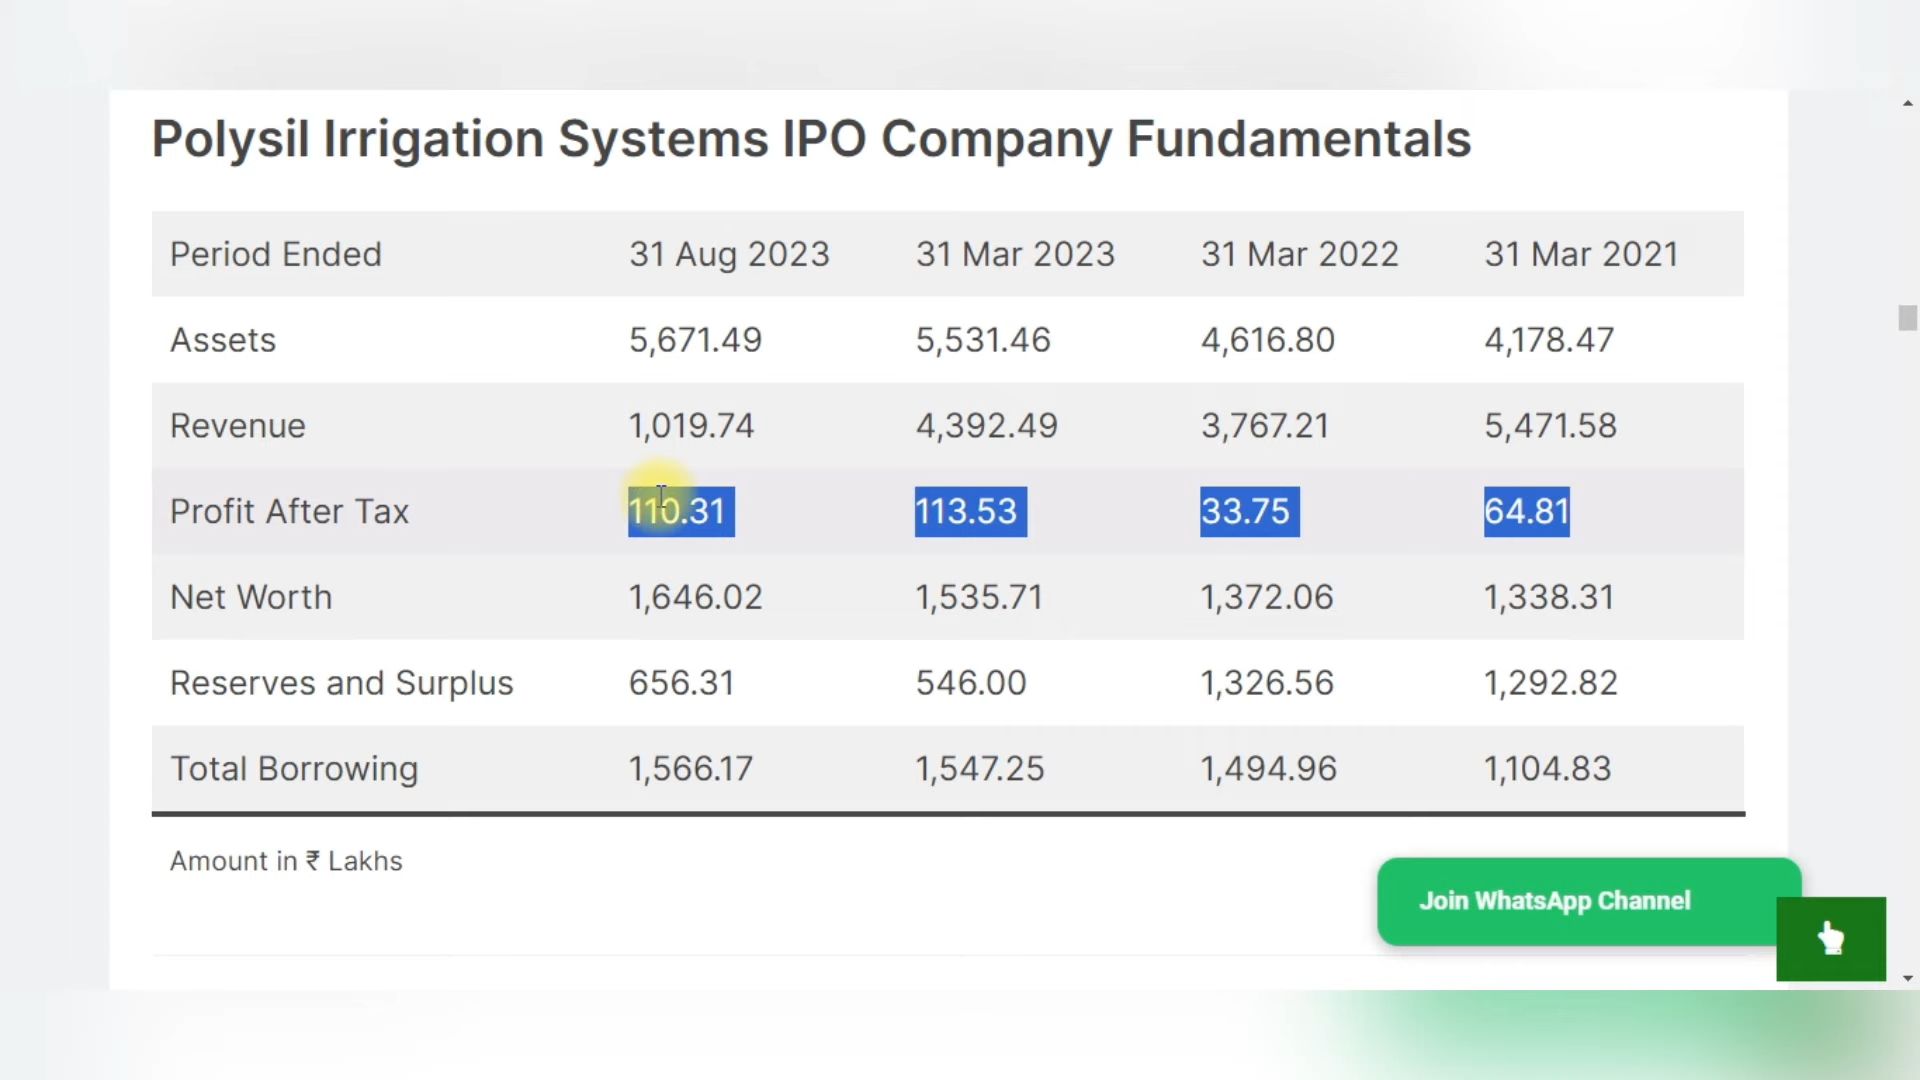 Polysil Irrigation Systems IPO Company Fundamentals
Period Ended 31 Aug 2023 31 Mar 2023 31 Mar 2022 31 Mar 2021
Assets 5,671.49 5,531.46 4,616.80 4,178.47
Revenue 1,019.74 4,392.49 3,767.21 5,471.58
Profit After Tax 110.31 113.53 33.75 64.81
Net Worth 1,646.02 1,535.71 1,372.06 1,338.31
Reserves and Surplus 656.31 546.00 1,326.56 1,292.82
Total Borrowing 1,566.17 1,547.25 1,494.96 1,104.83
Amount in ₹ Lakhs
Join WhatsApp Channel